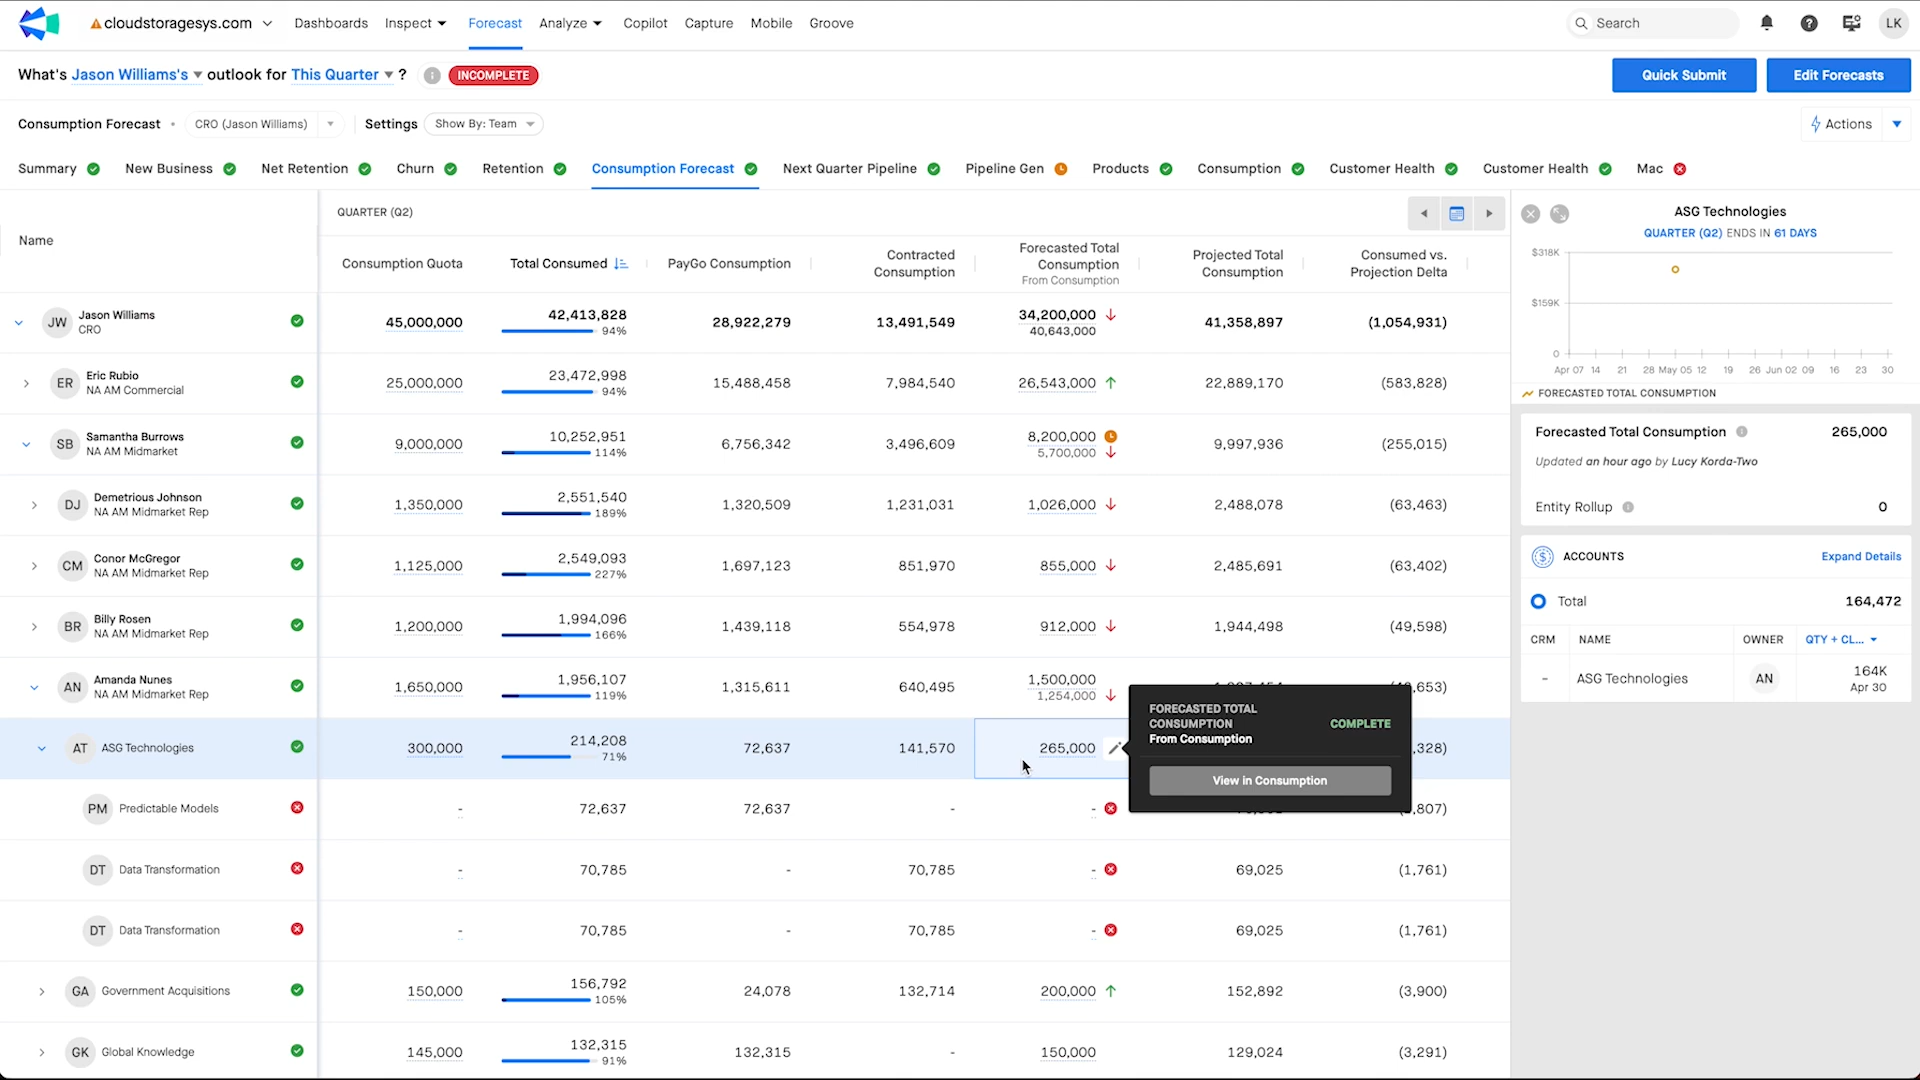 cloudstoragesys.com
Dashboards
Inspect
Forecast
Analyze
Copilot
Capture
Mobile
Groove
Search
LK
What's Jason Williams's outlook for This Quarter ?
INCOMPLETE
Quick Submit
Edit Forecasts
Consumption Forecast • CRO (Jason Williams)
Settings
Show By: Team
Actions
Summary
New Business
Net Retention
Churn
Retention
Consumption Forecast
Next Quarter Pipeline
Pipeline Gen
Products
Consumption
Customer Health
Customer Health
Mac
Name
QUARTER (Q2)
Consumption Quota
Total Consumed
PayGo Consumption
Contracted
Consumption
Forecasted Total
Consumption
From Consumption
Projected Total
Consumption
Consumed vs.
Projection Delta
JW
Jason Williams
CRO
45,000,000
42,413,828
94%
28,922,279
13,491,549
34,200,000
40,643,000
41,358,897
(1,054,931)
ER
Eric Rubio
NA AM Commercial
25,000,000
23,472,998
94%
15,488,458
7,984,540
26,543,000
22,889,170
(583,828)
SB
Samantha Burrows
NA AM Midmarket
9,000,000
10,252,951
114%
6,756,342
3,496,609
8,200,000
5,700,000
9,997,936
(255,015)
DJ
Demetrious Johnson
NA AM Midmarket Rep
1,350,000
2,551,540
189%
1,320,509
1,231,031
1,026,000
2,488,078
(63,463)
CM
Conor McGregor
NA AM Midmarket Rep
1,125,000
2,549,093
227%
1,697,123
851,970
855,000
2,485,691
(63,402)
BR
Billy Rosen
NA AM Midmarket Rep
1,200,000
1,994,096
166%
1,439,118
554,978
912,000
1,944,498
(49,598)
AN
Amanda Nunes
NA AM Midmarket Rep
1,650,000
1,956,107
119%
1,315,611
640,495
1,500,000
1,254,000
,653)
AT
ASG Technologies
300,000
214,208
71%
72,637
141,570
265,000
,328)
FORECASTED TOTAL
CONSUMPTION
From Consumption
COMPLETE
View in Consumption
PM
Predictable Models
-
72,637
72,637
-
-
,807)
DT
Data Transformation
-
70,785
-
70,785
-
69,025
(1,761)
DT
Data Transformation
-
70,785
-
70,785
-
69,025
(1,761)
GA
Government Acquisitions
150,000
156,792
105%
24,078
132,714
200,000
152,892
(3,900)
GK
Global Knowledge
145,000
132,315
91%
132,315
-
150,000
129,024
(3,291)
ASG Technologies
QUARTER (Q2) ENDS IN 61 DAYS
$318K
$159K
0
Apr 07 14 21 28 May 05 12 19 26 Jun 02 09 16 23 30
FORECASTED TOTAL CONSUMPTION
Forecasted Total Consumption
265,000
Updated an hour ago by Lucy Korda-Two
Entity Rollup
0
ACCOUNTS
Expand Details
Total
164,472
CRM
NAME
OWNER
QTY + CL...
-
ASG Technologies
AN
164K
Apr 30